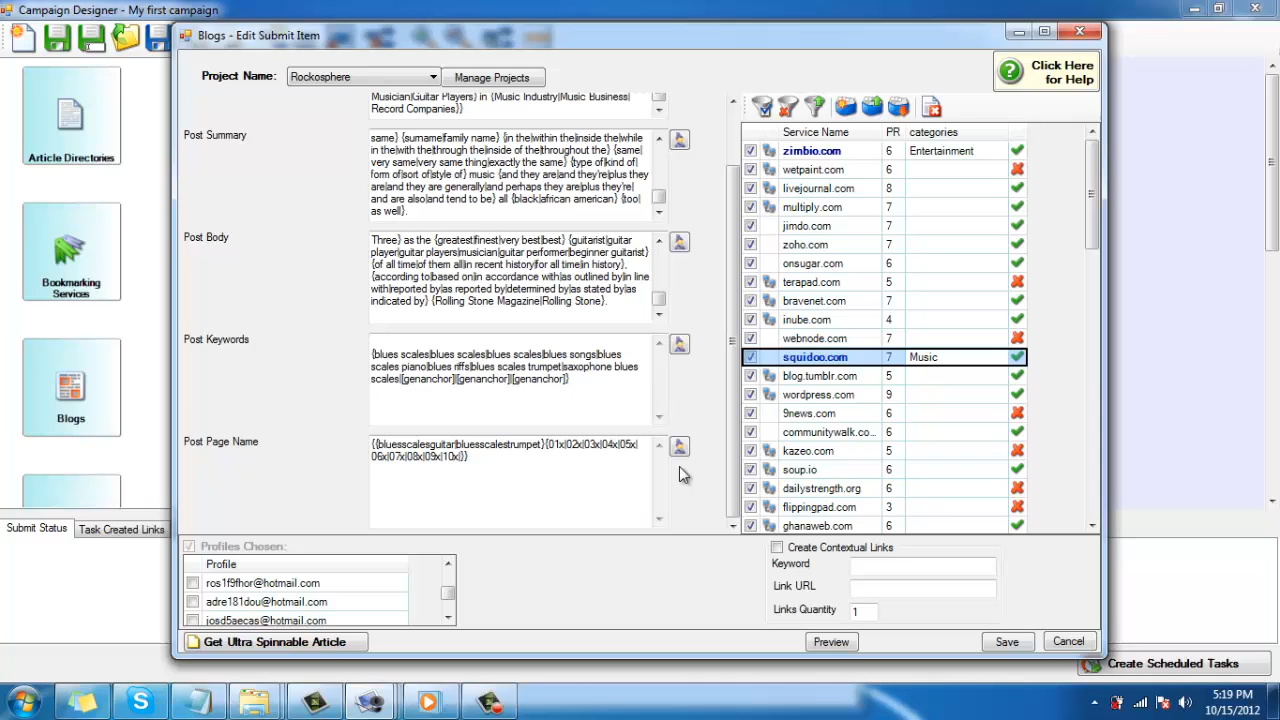 Campaign Designer - My first campaign
Blogs - Edit Submit Item
Project Name:
Rockosphere
Manage Projects
Click Here
for Help
Article Directories
Bookmarking
Services
Blogs
Submit Status
Task Created Links
Musician|Guitar Players} in {Music Industry|Music Business|
Record Companies}}
Post Summary
same} {surname|family name} {in the|within the|inside the|while
in the|with the|through the|inside of the|throughout the} {same|
very same|very same thing|exactly the same} {type of|kind of|
form of|sort of|style of} music {and they are|and they're|plus they
are|and they are generally|and perhaps they are|plus they're|
and are also|and tend to be} all {black|african american} {too|
as well}.
Post Body
Three} as the {greatest|finest|very best|best} {guitarist|guitar
player|guitar players|musician|guitar performer|beginner guitarist}
{of all time|of them all|in recent history|for all time|in history},
{according to|based on|in accordance with|as outlined by|in line
with|reported by|as reported by|determined by|as stated by|as
indicated by} {Rolling Stone Magazine|Rolling Stone}.
Post Keywords
{blues scales|blues scales|blues scales|blues songs|blues
scales piano|blues riffs|blues scales trumpet|saxophone blues
scales|[genanchor]|[genanchor]|[genanchor]}
Post Page Name
{{bluesscalesguitar|bluesscalestrumpet}{01x|02x|03x|04x|05x|
06x|07x|08x|09x|10x|}}
Service Name PR categories
zimbio.com 6 Entertainment
wetpaint.com 6
livejournal.com 8
multiply.com 7
jimdo.com 7
zoho.com 7
onsugar.com 6
terapad.com 5
bravenet.com 7
inube.com 4
webnode.com 7
squidoo.com 7 Music
blog.tumblr.com 5
wordpress.com 9
9news.com 6
communitywalk.co... 6
kazeo.com 5
soup.io 6
dailystrength.org 6
flippingpad.com 3
ghanaweb.com 6
Profiles Chosen:
Profile
ros1f9fhor@hotmail.com
adre181dou@hotmail.com
josd5aecas@hotmail.com
Create Contextual Links
Keyword
Link URL
Links Quantity
1
Get Ultra Spinnable Article
Preview
Save
Cancel
Create Scheduled Tasks
5:19 PM
10/15/2012